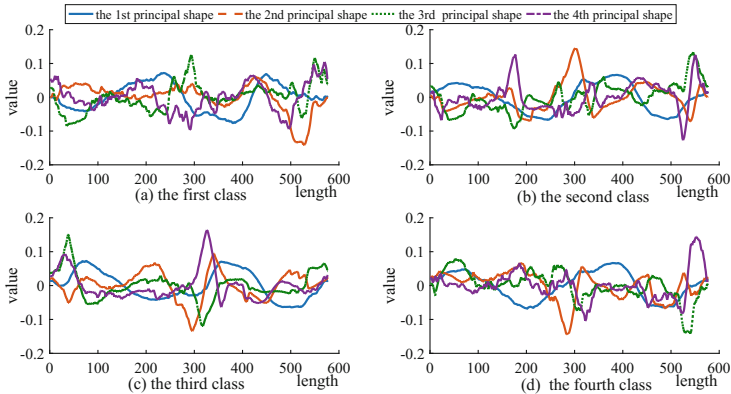 the 1st principal shape the 2nd principal shape the 3rd principal shape the 4th principal shape
0.2 0.2
0.1 0.1
0 0
-0.1 -0.1
-0.2 -0.2
value value
0 100 200 300 400 500 600 0 100 200 300 400 500 600
(a) the first class length (b) the second class length
0.2 0.2
0.1 0.1
0 0
-0.1 -0.1
-0.2 -0.2
value value
0 100 200 300 400 500 600 0 100 200 300 400 500 600
(c) the third class length (d) the fourth class length